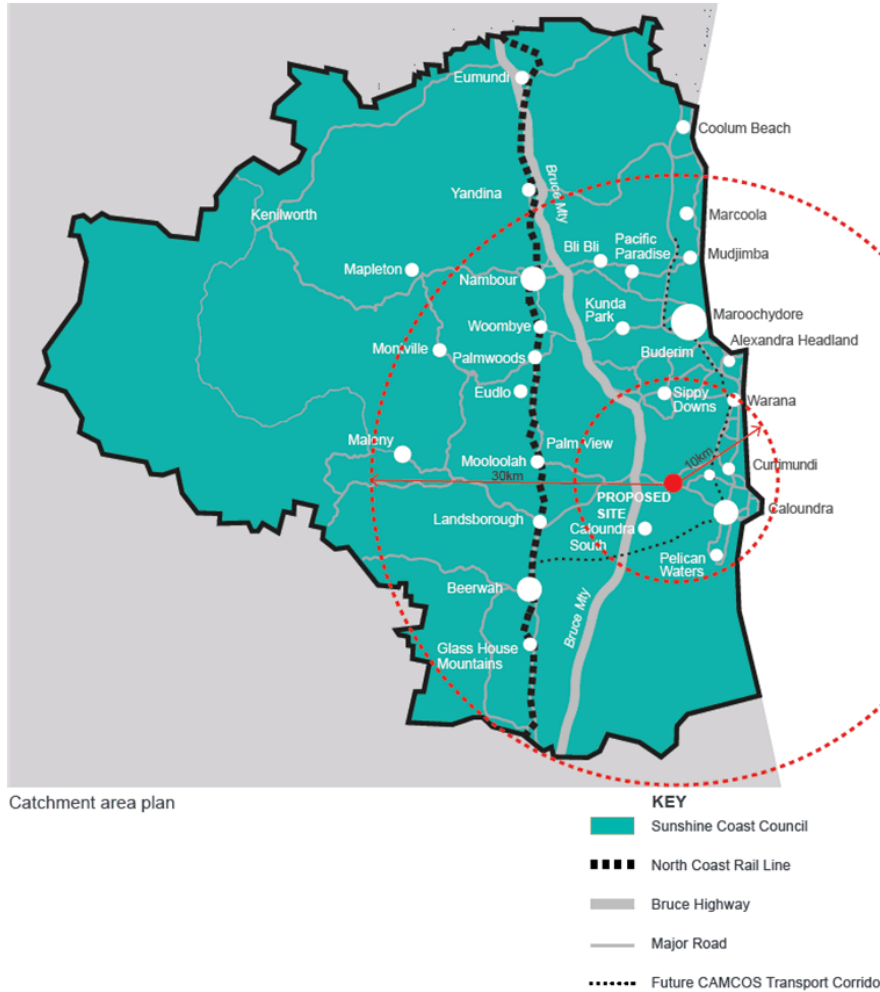 Eumundi
Coolum Beach
Bruce Mty
Yandina
Kenilworth
Marcoola
Bli Bli
Pacific
Paradise
Mudjimba
Mapleton
Nambour
Kunda
Park
Maroochydore
Woombye
Alexandra Headland
Montville
Palmwoods
Buderim
Eudlo
Sippy
Downs
Warana
Maleny
Palm View
Mooloolah
10km
Currimundi
30km
PROPOSED
SITE
Caloundra
Landsborough
Caloundra
South
Pelican
Waters
Beerwah
Bruce Mty
Glass House
Mountains
Catchment area plan
KEY
Sunshine Coast Council
North Coast Rail Line
Bruce Highway
Major Road
Future CAMCOS Transport Corrido